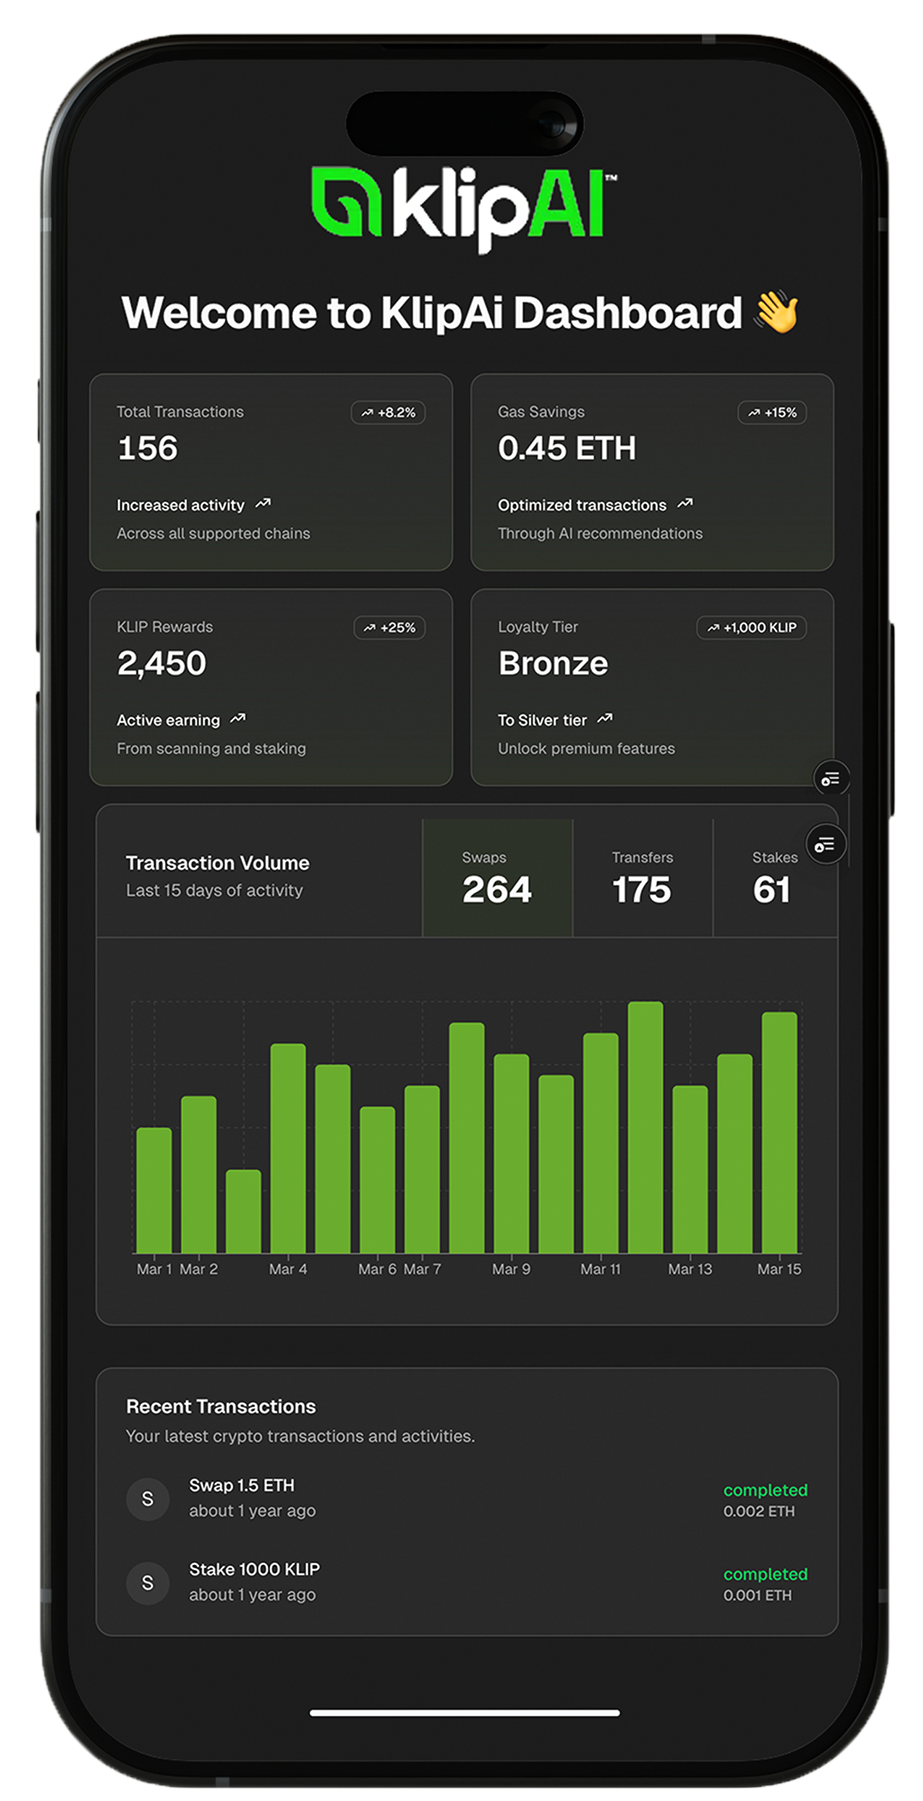 klipAI™
Welcome to KlipAi Dashboard 👋
Total Transactions
+8.2%
156
Increased activity
Across all supported chains
Gas Savings
+15%
0.45 ETH
Optimized transactions
Through AI recommendations
KLIP Rewards
+25%
2,450
Active earning
From scanning and staking
Loyalty Tier
+1,000 KLIP
Bronze
To Silver tier
Unlock premium features
Transaction Volume
Last 15 days of activity
Swaps
264
Transfers
175
Stakes
61
Mar 1 Mar 2 Mar 4 Mar 6 Mar 7 Mar 9 Mar 11 Mar 13 Mar 15
Recent Transactions
Your latest crypto transactions and activities.
S
Swap 1.5 ETH
about 1 year ago
completed
0.002 ETH
S
Stake 1000 KLIP
about 1 year ago
completed
0.001 ETH